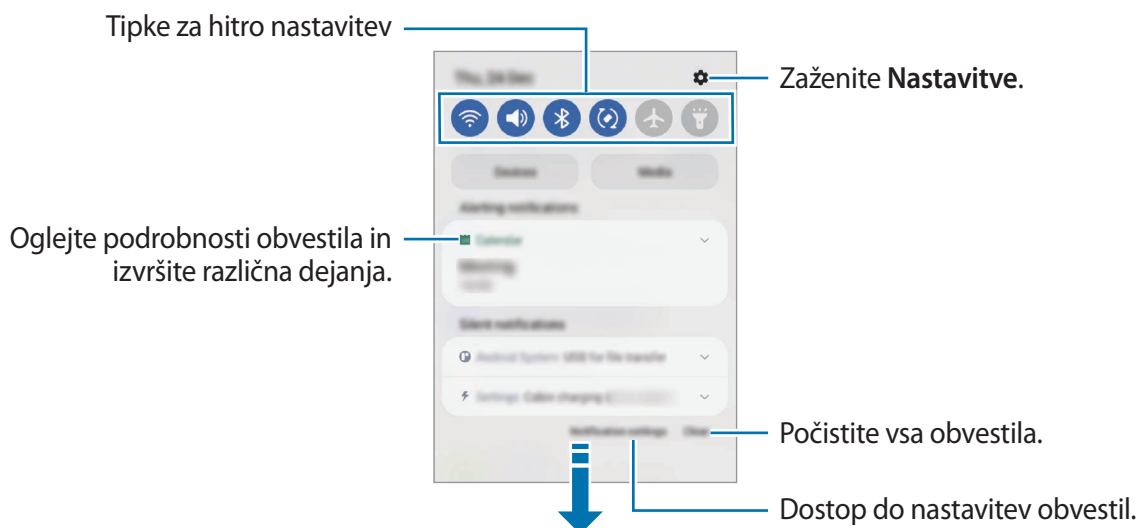 Tipke za hitro nastavitev
Thu, 24 Dec
Zaženite Nastavitve.
Devices
Media
Alerting notifications
Oglejte podrobnosti obvestila in
izvršite različna dejanja.
Calendar
Meeting
Silent notifications
Android System USB for file transfer
Settings Cable charging
Notification settings Clear
Počistite vsa obvestila.
Dostop do nastavitev obvestil.